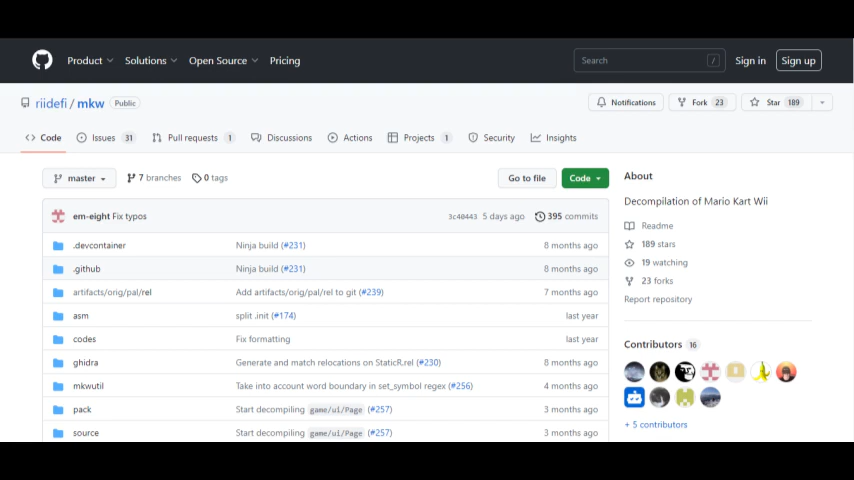 Product Solutions Open Source Pricing Search / Sign in Sign up
riidefi / mkw Public Notifications Fork 23 Star 189
Code Issues 31 Pull requests 1 Discussions Actions Projects 1 Security Insights
master 7 branches 0 tags Go to file Code
em-eight Fix typos 3c40443 5 days ago 395 commits
.devcontainer Ninja build (#231) 8 months ago
.github Ninja build (#231) 8 months ago
artifacts/orig/pal/rel Add artifacts/orig/pal/rel to git (#239) 7 months ago
asm split .init (#174) last year
codes Fix formatting last year
ghidra Generate and match relocations on StaticR.rel (#230) 8 months ago
mkwutil Take into account word boundary in set_symbol regex (#256) 4 months ago
pack Start decompiling game/ui/Page (#257) 3 months ago
source Start decompiling game/ui/Page (#257) 3 months ago
About
Decompilation of Mario Kart Wii
Readme
189 stars
19 watching
23 forks
Report repository
Contributors 16
+ 5 contributors